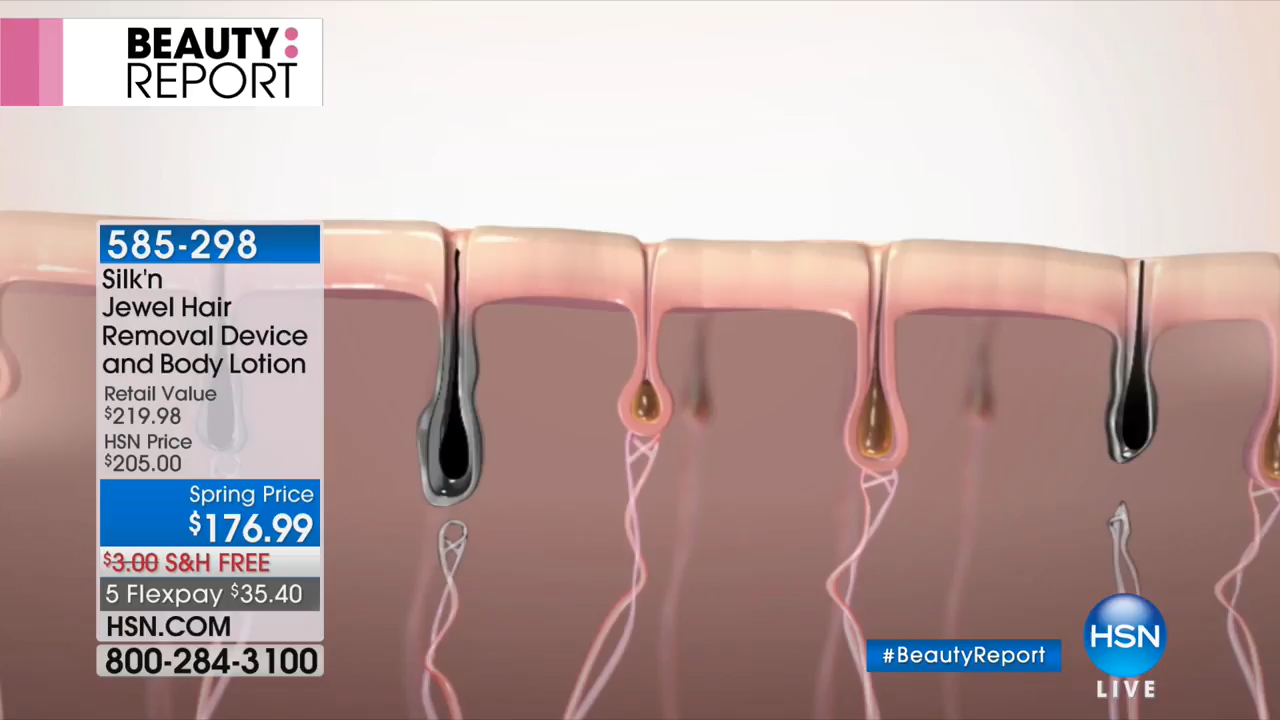 BEAUTY:
REPORT
585-298
Silk'n
Jewel Hair
Removal Device
and Body Lotion
Retail Value
$219.98
HSN Price
$205.00
Spring Price
$176.99
$3.00 S&H FREE
5 Flexpay $35.40
HSN.COM
800-284-3100
#BeautyReport
HSN
LIVE